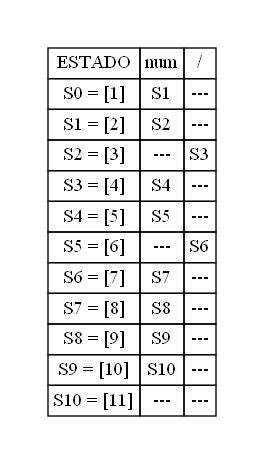 ESTADO num /
S0 = [1] S1 ---
S1 = [2] S2 ---
S2 = [3] --- S3
S3 = [4] S4 ---
S4 = [5] S5 ---
S5 = [6] --- S6
S6 = [7] S7 ---
S7 = [8] S8 ---
S8 = [9] S9 ---
S9 = [10] S10 ---
S10 = [11] --- ---